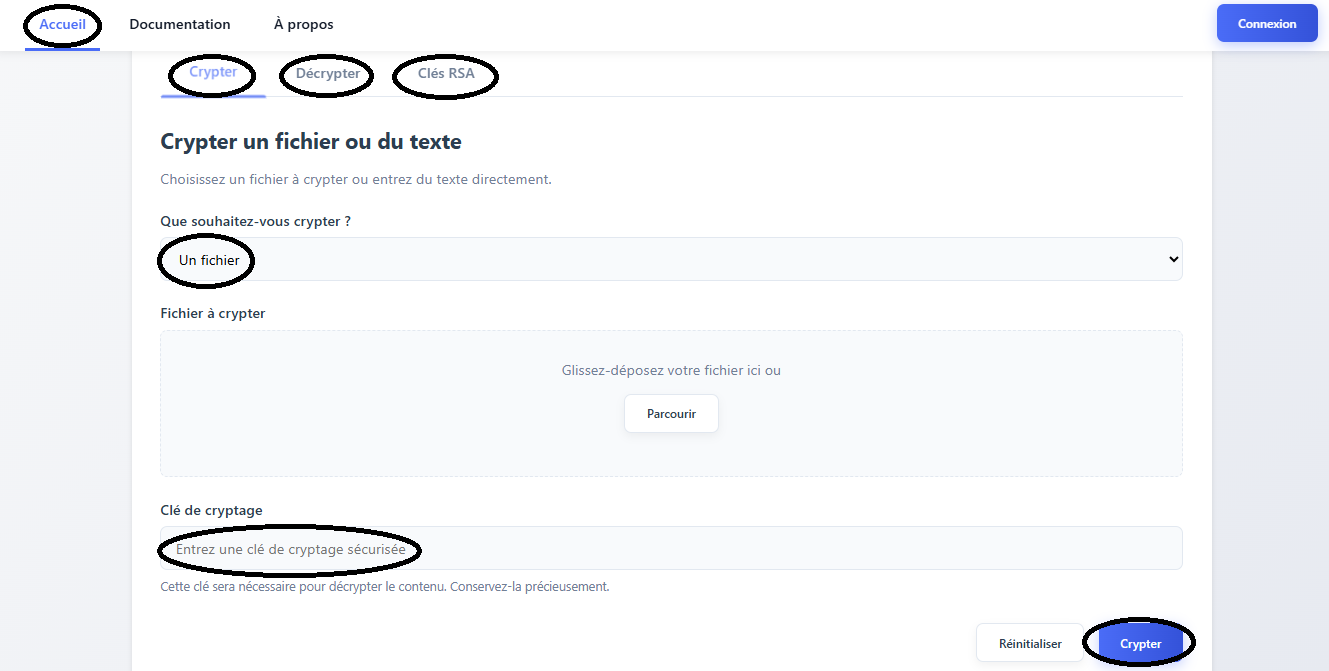 Accueil Documentation À propos Connexion
Crypter Décrypter Clés RSA
Crypter un fichier ou du texte
Choisissez un fichier à crypter ou entrez du texte directement.
Que souhaitez-vous crypter ?
Un fichier
Fichier à crypter
Glissez-déposez votre fichier ici ou
Parcourir
Clé de cryptage
Entrez une clé de cryptage sécurisée
Cette clé sera nécessaire pour décrypter le contenu. Conservez-la précieusement.
Réinitialiser Crypter